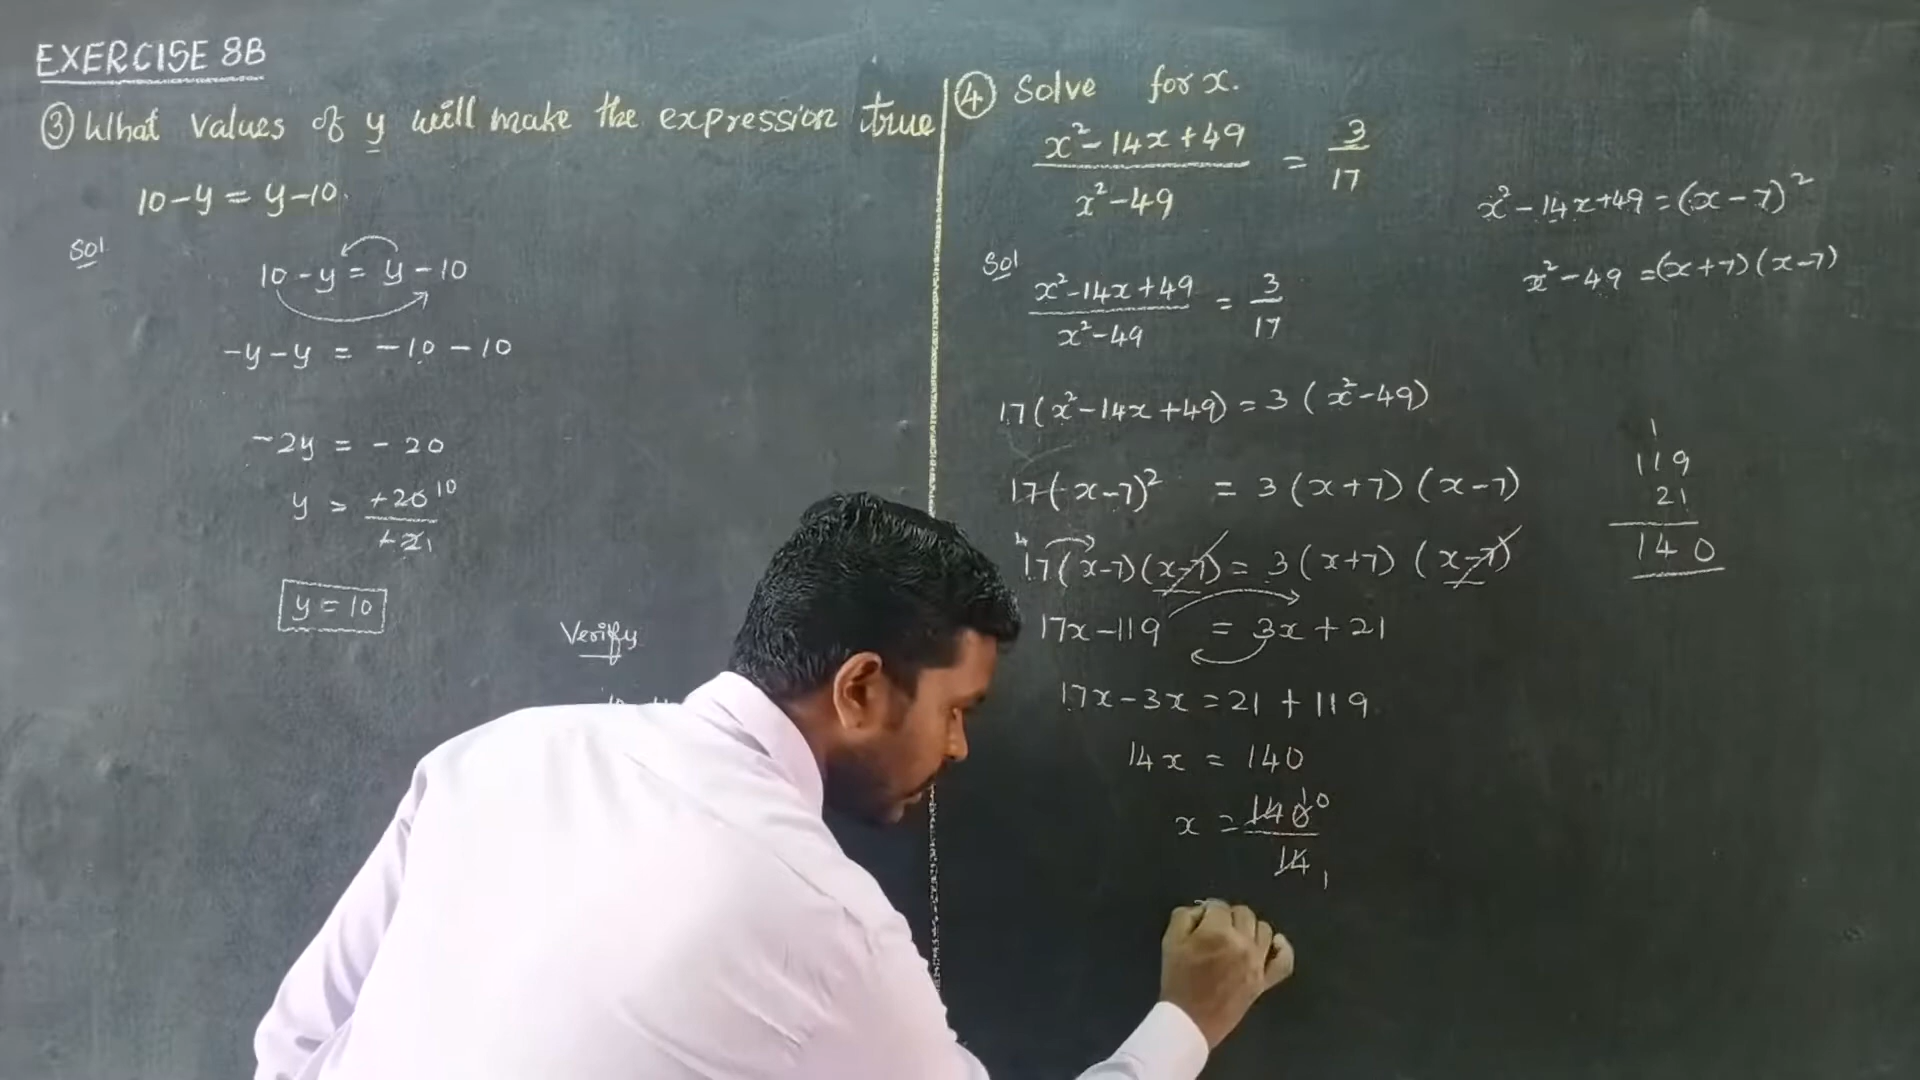 EXERCISE 8B
③ What values of y will make the expression true
10-y = y-10.
Sol
10-y = y-10
-y-y = -10-10
-2y = -20
y = +20 10
+2 1
y = 10
Verify
④ Solve for x.
x²-14x+49 = 3
x²-49 17
x²-14x+49 = (x-7)²
x²-49 = (x+7)(x-7)
Sol
x²-14x+49 = 3
x²-49 17
17(x²-14x+49) = 3(x²-49)
17(x-7)² = 3(x+7)(x-7)
17(x-7)(x-7) = 3(x+7)(x-7)
17x-119 = 3x+21
17x-3x = 21+119
14x = 140
x = 140 10
14 1
1
119
21
140